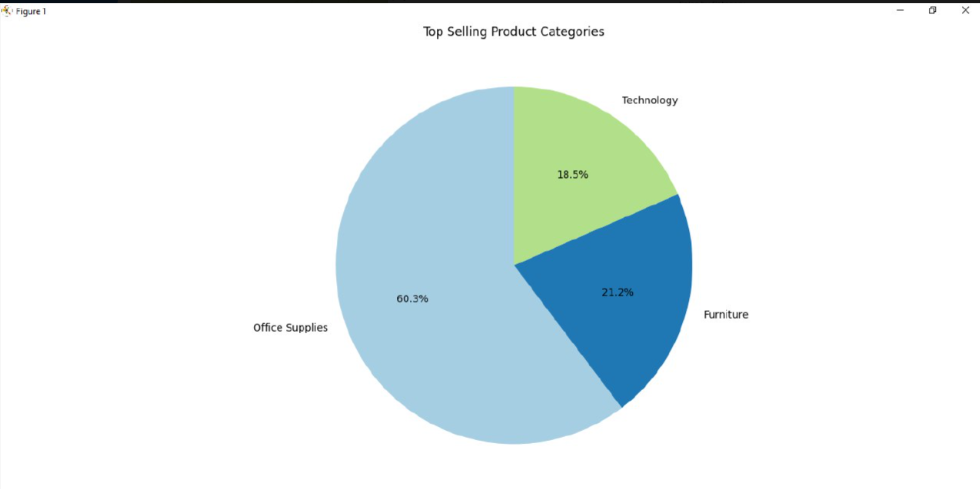 Figure 1
Top Selling Product Categories
Technology
18.5%
21.2%
60.3%
Furniture
Office Supplies